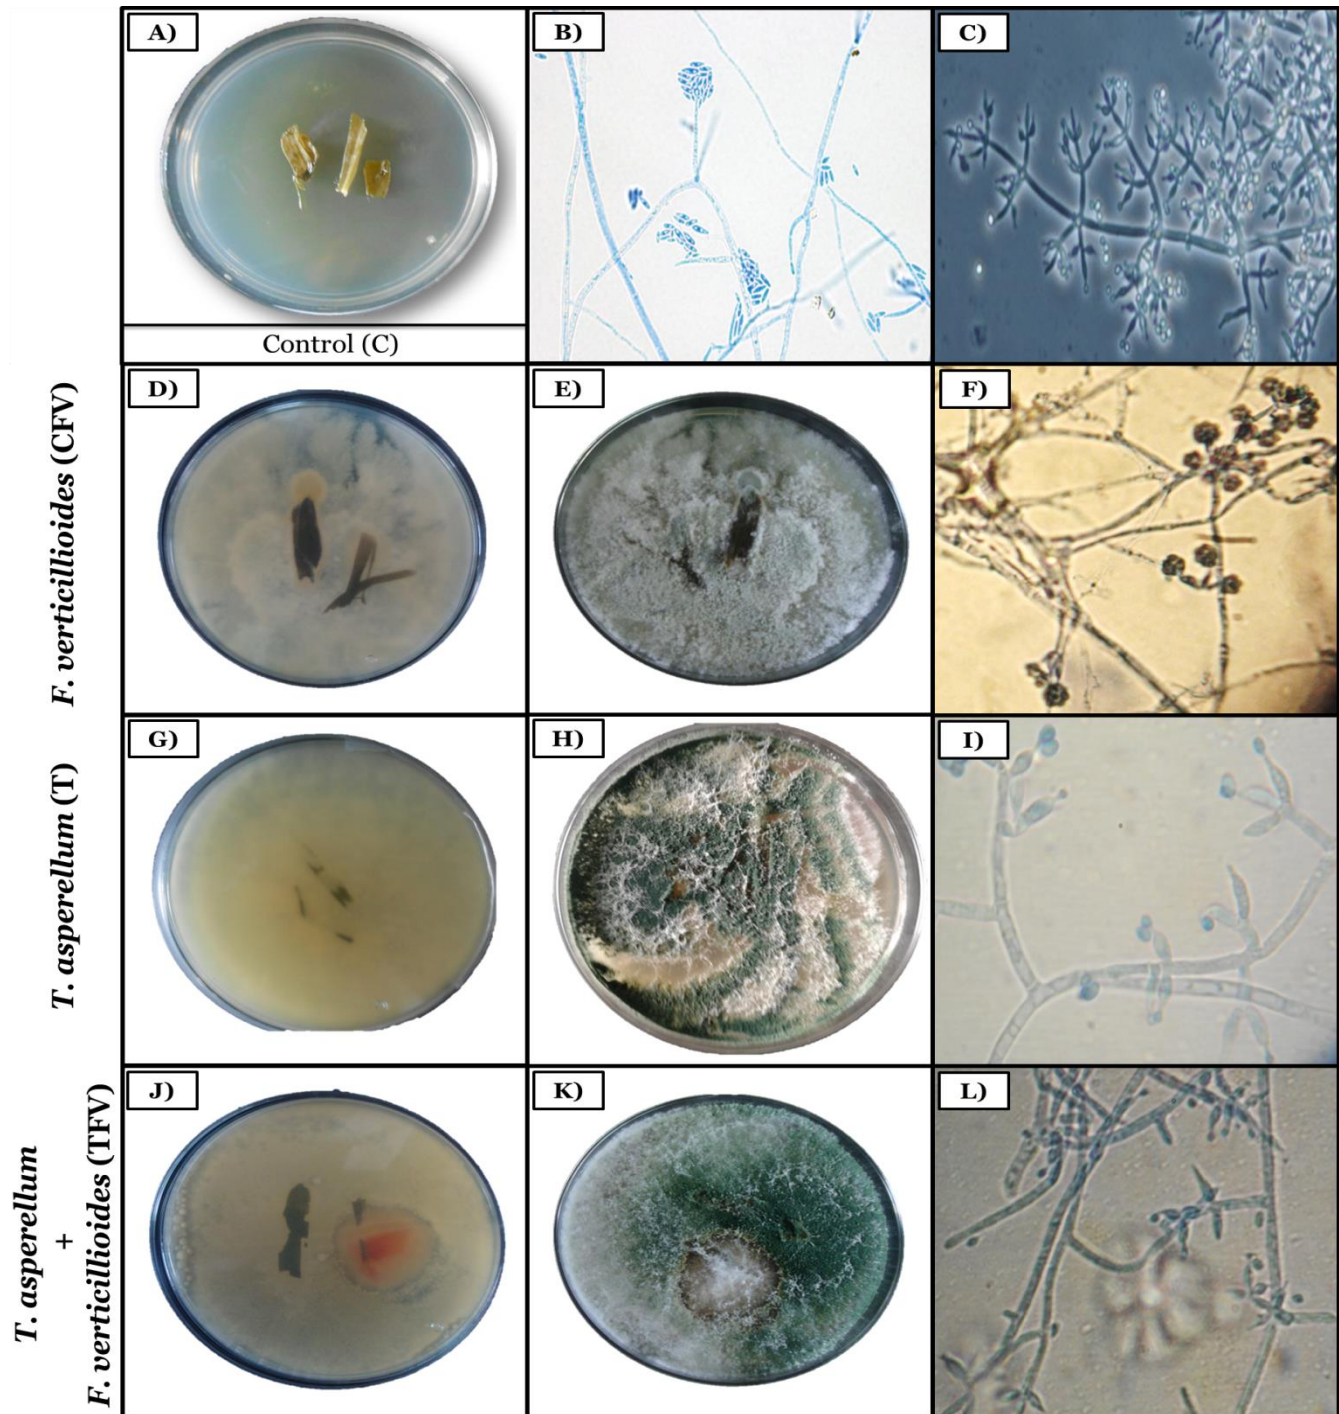 A)
B)
C)
Control (C)
F. verticillioides (CFV)
D)
E)
F)
T. asperellum (T)
G)
H)
I)
T. asperellum
+
F. verticillioides (TFV)
J)
K)
L)